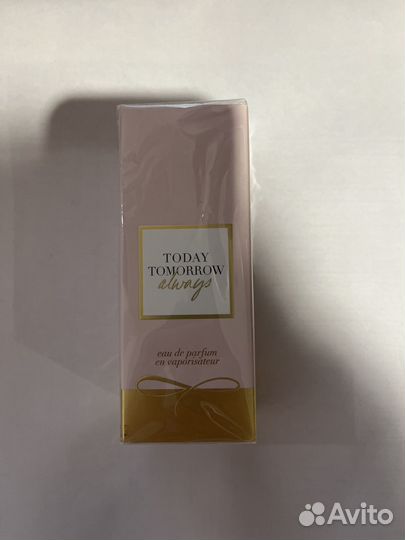 TODAY
TOMORROW
always
eau de parfum
en vaporisateur
Avito